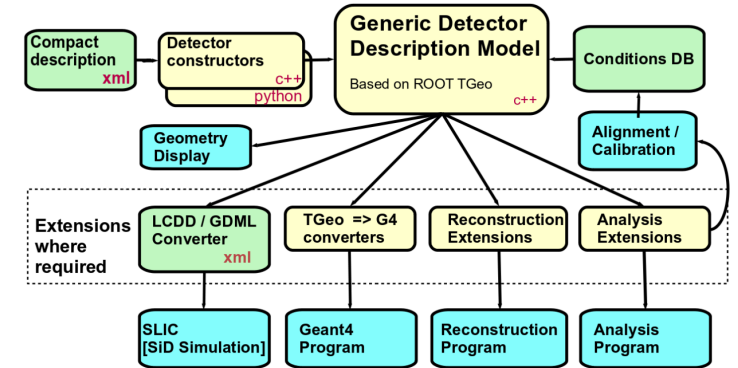 Compact
description
xml
Detector
constructors
c++
python
Generic Detector
Description Model
Based on ROOT TGeo
c++
Conditions DB
Geometry
Display
Alignment /
Calibration
Extensions
where
required
LCDD / GDML
Converter
xml
TGeo => G4
converters
Reconstruction
Extensions
Analysis
Extensions
SLIC
[SiD Simulation]
Geant4
Program
Reconstruction
Program
Analysis
Program